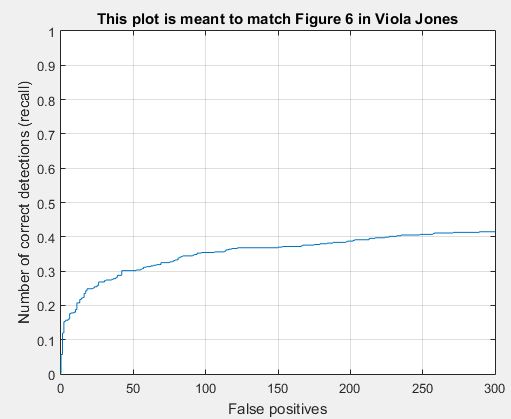 This plot is meant to match Figure 6 in Viola Jones
Number of correct detections (recall)
1
0.9
0.8
0.7
0.6
0.5
0.4
0.3
0.2
0.1
0
0 50 100 150 200 250 300
False positives